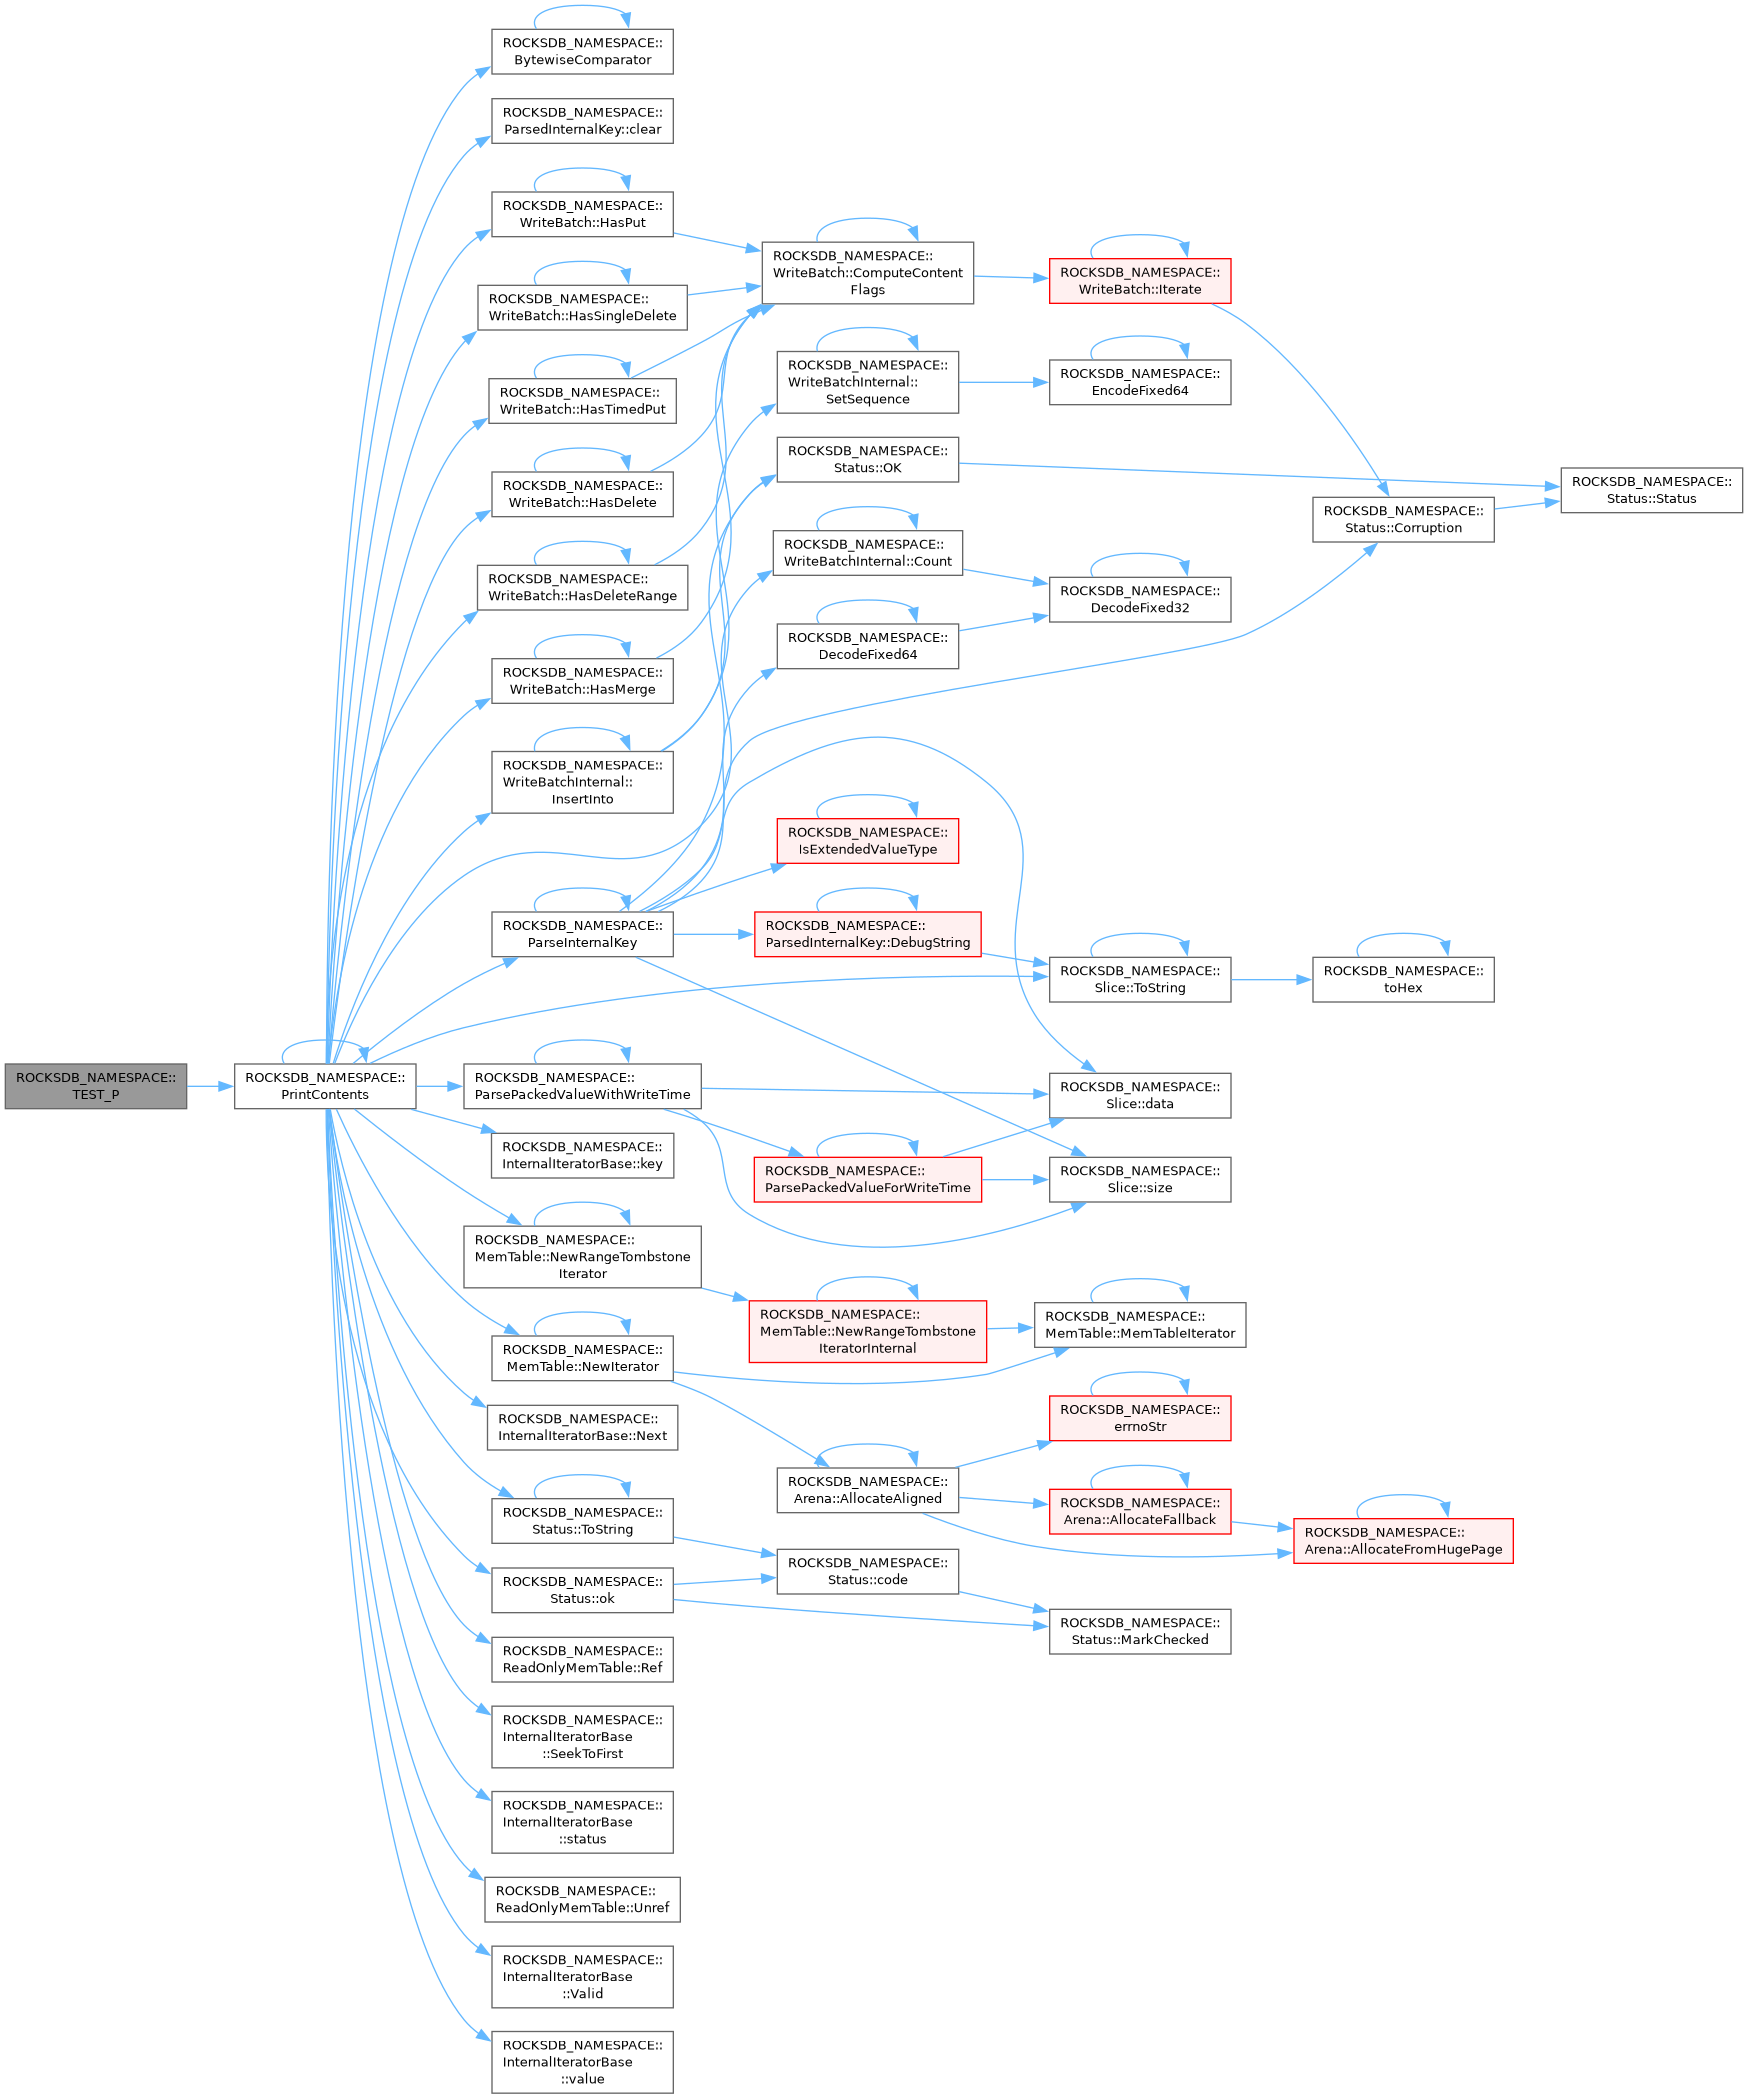 ROCKSDB_NAMESPACE::
TEST_P
ROCKSDB_NAMESPACE::
PrintContents
ROCKSDB_NAMESPACE::
BytewiseComparator
ROCKSDB_NAMESPACE::
ParsedInternalKey::clear
ROCKSDB_NAMESPACE::
WriteBatch::HasPut
ROCKSDB_NAMESPACE::
WriteBatch::HasSingleDelete
ROCKSDB_NAMESPACE::
WriteBatch::HasTimedPut
ROCKSDB_NAMESPACE::
WriteBatch::HasDelete
ROCKSDB_NAMESPACE::
WriteBatch::HasDeleteRange
ROCKSDB_NAMESPACE::
WriteBatch::HasMerge
ROCKSDB_NAMESPACE::
WriteBatchInternal::
InsertInto
ROCKSDB_NAMESPACE::
ParseInternalKey
ROCKSDB_NAMESPACE::
ParsePackedValueWithWriteTime
ROCKSDB_NAMESPACE::
InternalIteratorBase::key
ROCKSDB_NAMESPACE::
MemTable::NewRangeTombstone
Iterator
ROCKSDB_NAMESPACE::
MemTable::NewIterator
ROCKSDB_NAMESPACE::
InternalIteratorBase::Next
ROCKSDB_NAMESPACE::
Status::ToString
ROCKSDB_NAMESPACE::
Status::ok
ROCKSDB_NAMESPACE::
ReadOnlyMemTable::Ref
ROCKSDB_NAMESPACE::
InternalIteratorBase
::SeekToFirst
ROCKSDB_NAMESPACE::
InternalIteratorBase
::status
ROCKSDB_NAMESPACE::
ReadOnlyMemTable::Unref
ROCKSDB_NAMESPACE::
InternalIteratorBase
::Valid
ROCKSDB_NAMESPACE::
InternalIteratorBase
::value
ROCKSDB_NAMESPACE::
WriteBatch::ComputeContent
Flags
ROCKSDB_NAMESPACE::
WriteBatchInternal::
SetSequence
ROCKSDB_NAMESPACE::
Status::OK
ROCKSDB_NAMESPACE::
WriteBatchInternal::Count
ROCKSDB_NAMESPACE::
DecodeFixed64
ROCKSDB_NAMESPACE::
IsExtendedValueType
ROCKSDB_NAMESPACE::
ParsedInternalKey::DebugString
ROCKSDB_NAMESPACE::
ParsePackedValueForWriteTime
ROCKSDB_NAMESPACE::
MemTable::NewRangeTombstone
IteratorInternal
ROCKSDB_NAMESPACE::
Arena::AllocateAligned
ROCKSDB_NAMESPACE::
Status::code
ROCKSDB_NAMESPACE::
WriteBatch::Iterate
ROCKSDB_NAMESPACE::
EncodeFixed64
ROCKSDB_NAMESPACE::
DecodeFixed32
ROCKSDB_NAMESPACE::
Slice::ToString
ROCKSDB_NAMESPACE::
Slice::data
ROCKSDB_NAMESPACE::
Slice::size
ROCKSDB_NAMESPACE::
MemTable::MemTableIterator
ROCKSDB_NAMESPACE::
errnoStr
ROCKSDB_NAMESPACE::
Arena::AllocateFallback
ROCKSDB_NAMESPACE::
Status::MarkChecked
ROCKSDB_NAMESPACE::
Status::Corruption
ROCKSDB_NAMESPACE::
toHex
ROCKSDB_NAMESPACE::
Arena::AllocateFromHugePage
ROCKSDB_NAMESPACE::
Status::Status